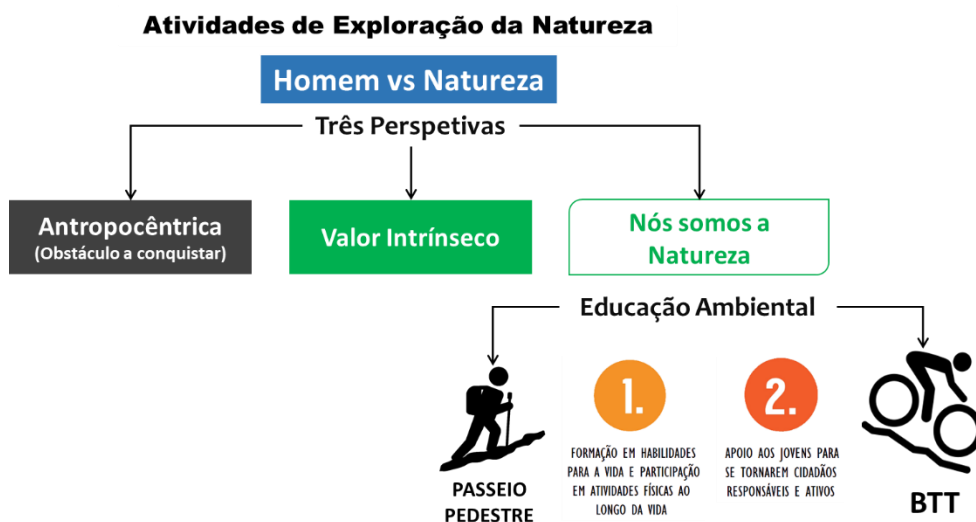 Atividades de Exploração da Natureza
Homem vs Natureza
Três Perspetivas
Antropocêntrica
(Obstáculo a conquistar)
Valor Intrínseco
Nós somos a
Natureza
Educação Ambiental
1.
FORMAÇÃO EM HABILIDADES
PARA A VIDA E PARTICIPAÇÃO
EM ATIVIDADES FÍSICAS AO
LONGO DA VIDA
2.
APOIO AOS JOVENS PARA
SE TORNAREM CIDADÃOS
RESPONSÁVEIS E ATIVOS
PASSEIO
PEDESTRE
BTT